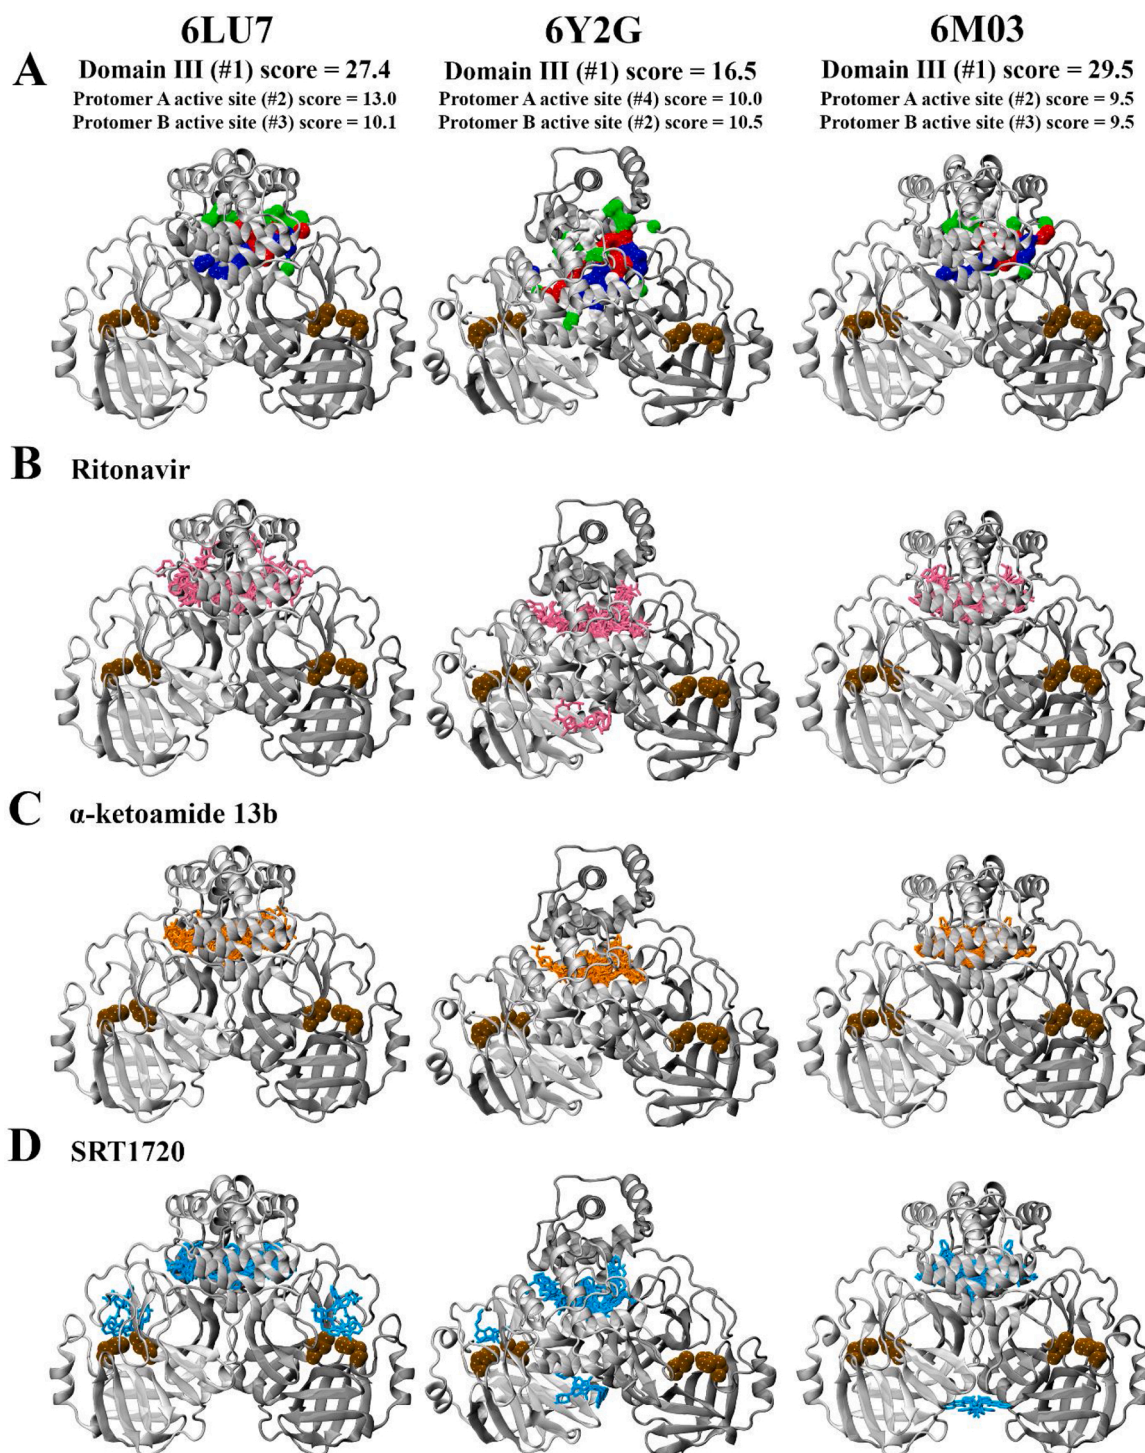 6LU7 6Y2G 6M03
A
Domain III (#1) score = 27.4 Domain III (#1) score = 16.5 Domain III (#1) score = 29.5
Protomer A active site (#2) score = 13.0 Protomer A active site (#4) score = 10.0 Protomer A active site (#2) score = 9.5
Protomer B active site (#3) score = 10.1 Protomer B active site (#2) score = 10.5 Protomer B active site (#3) score = 9.5
B Ritonavir
C α-ketoamide 13b
D SRT1720